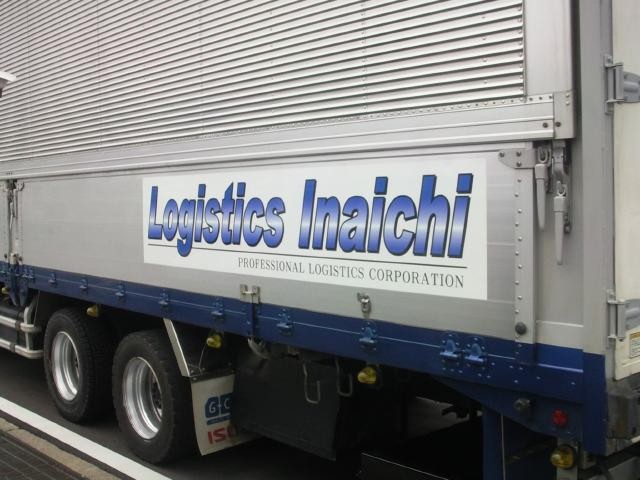 Logistics Inaichi
PROFESSIONAL LOGISTICS CORPORATION